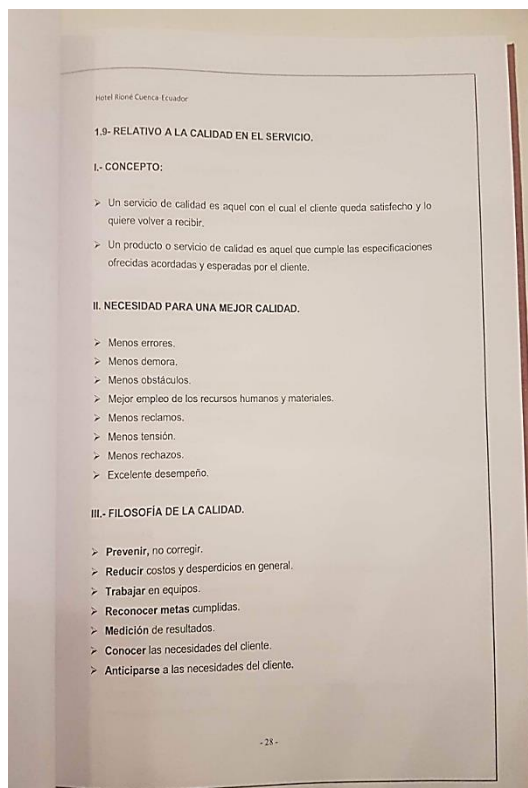 Hotel Rioné Cuenca-Ecuador
1.9- RELATIVO A LA CALIDAD EN EL SERVICIO.
I.- CONCEPTO:
➢ Un servicio de calidad es aquel con el cual el cliente queda satisfecho y lo
quiere volver a recibir.
➢ Un producto o servicio de calidad es aquel que cumple las especificaciones
ofrecidas acordadas y esperadas por el cliente.
II. NECESIDAD PARA UNA MEJOR CALIDAD.
➢ Menos errores.
➢ Menos demora.
➢ Menos obstáculos.
➢ Mejor empleo de los recursos humanos y materiales.
➢ Menos reclamos.
➢ Menos tensión.
➢ Menos rechazos.
➢ Excelente desempeño.
III.- FILOSOFÍA DE LA CALIDAD.
➢ Prevenir, no corregir.
➢ Reducir costos y desperdicios en general.
➢ Trabajar en equipos.
➢ Reconocer metas cumplidas.
➢ Medición de resultados.
➢ Conocer las necesidades del cliente.
➢ Anticiparse a las necesidades del cliente.
- 28 -